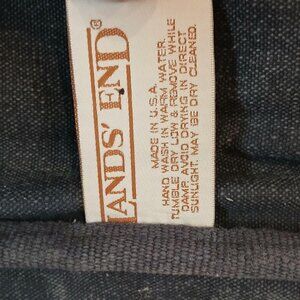 LANDS' END®
MADE IN U.S.A.
HAND WASH IN WARM WATER.
TUMBLE DRY LOW & REMOVE WHILE
DAMP. AVOID DRYING IN DIRECT
SUNLIGHT. MAY BE DRY CLEANED.